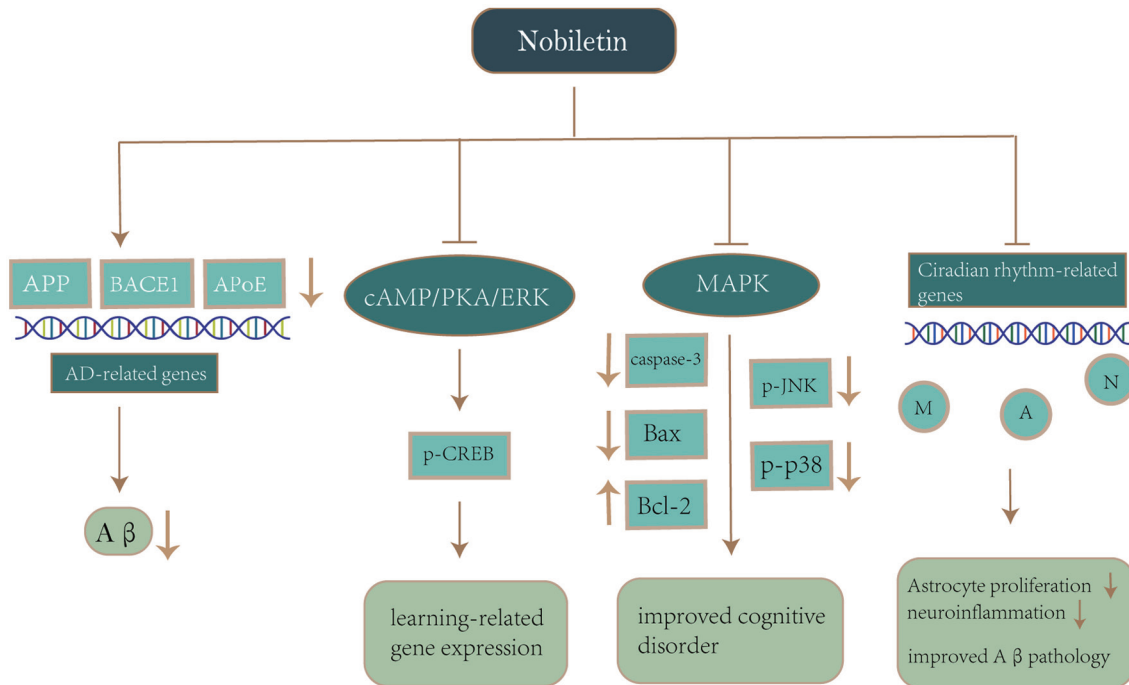 Nobiletin
APP
BACE1
APoE
AD-related genes
A β
cAMP/PKA/ERK
p-CREB
learning-related
gene expression
MAPK
caspase-3
Bax
Bcl-2
p-JNK
p-p38
improved cognitive
disorder
Ciradian rhythm-related
genes
M
A
N
Astrocyte proliferation
neuroinflammation
improved A β pathology